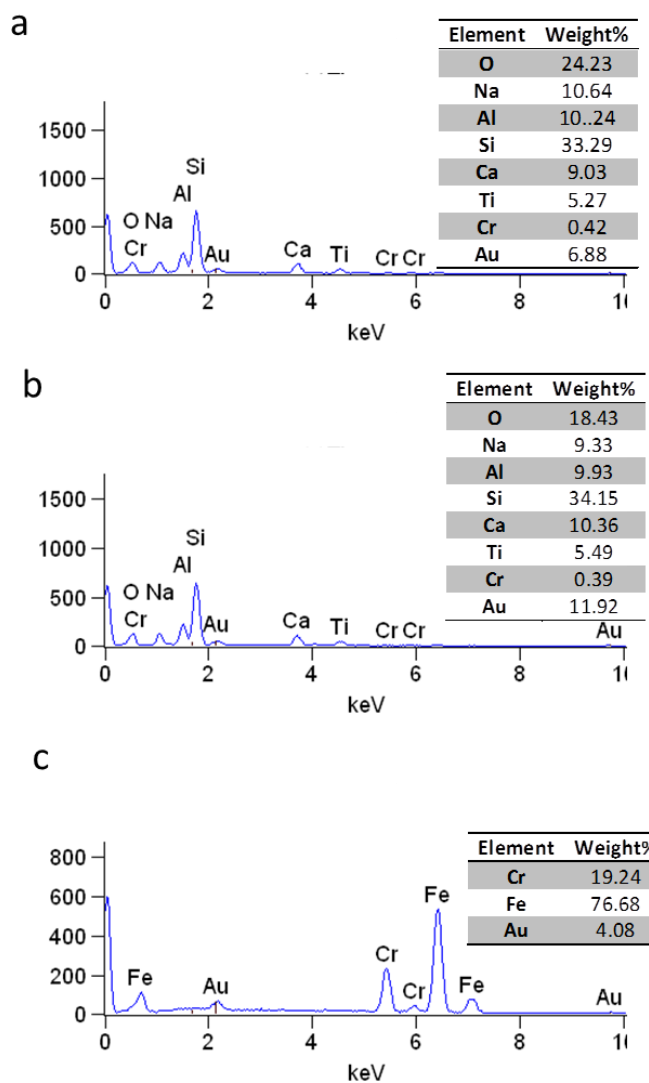 a
Element Weight%
O 24.23
Na 10.64
Al 10..24
Si 33.29
Ca 9.03
Ti 5.27
Cr 0.42
Au 6.88
1500
1000
500
0
Si
Al
O Na
Cr
Au
Ca
Ti
Cr Cr
0 2 4 6 8 10
keV
b
Element Weight%
O 18.43
Na 9.33
Al 9.93
Si 34.15
Ca 10.36
Ti 5.49
Cr 0.39
Au 11.92
1500
1000
500
0
Si
Al
O Na
Cr
Au
Ca
Ti
Cr Cr
Au
0 2 4 6 8 10
keV
c
Element Weight%
Cr 19.24
Fe 76.68
Au 4.08
800
600
400
200
0
Fe
Au
Cr
Cr
Fe
Fe
Au
0 2 4 6 8 10
keV